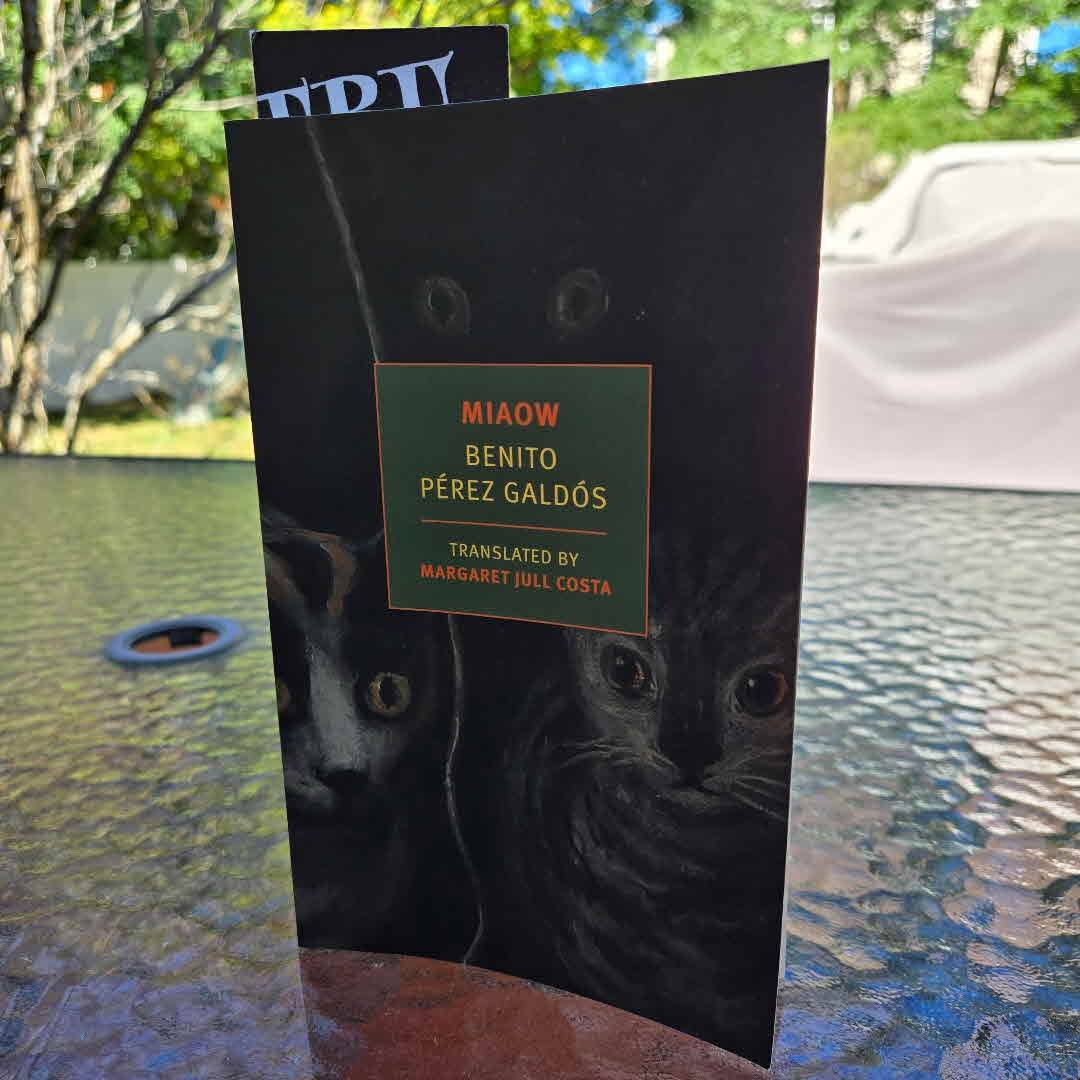 MIAOW
BENITO
PÉREZ GALDÓS
TRANSLATED BY
MARGARET JULL COSTA